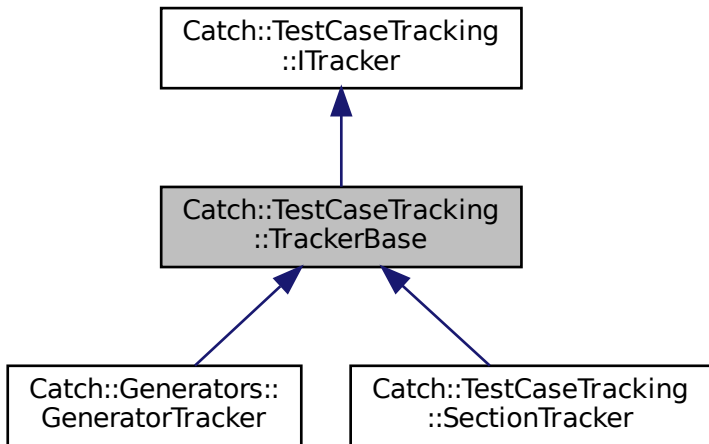 Catch::TestCaseTracking
::ITracker
Catch::TestCaseTracking
::TrackerBase
Catch::Generators::
GeneratorTracker
Catch::TestCaseTracking
::SectionTracker